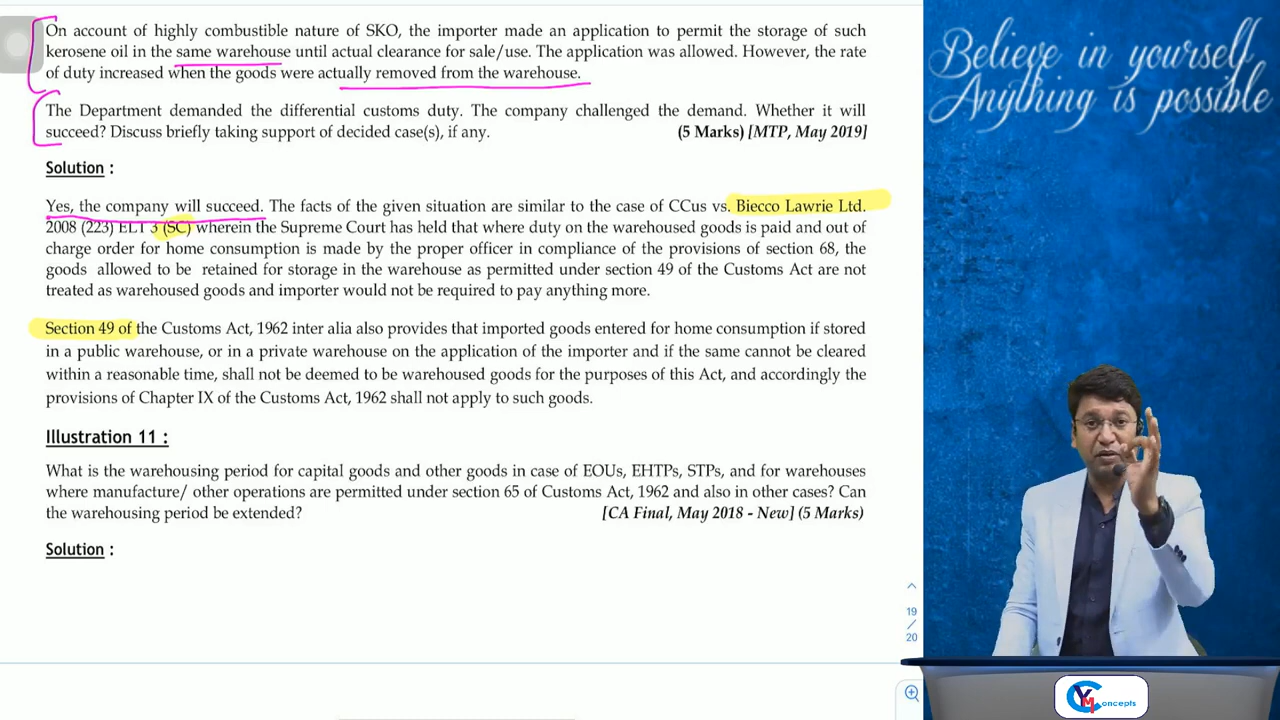 On account of highly combustible nature of SKO, the importer made an application to permit the storage of such
kerosene oil in the same warehouse until actual clearance for sale/use. The application was allowed. However, the rate
of duty increased when the goods were actually removed from the warehouse.
The Department demanded the differential customs duty. The company challenged the demand. Whether it will
succeed? Discuss briefly taking support of decided case(s), if any. (5 Marks) [MTP, May 2019]
Solution :
Yes, the company will succeed. The facts of the given situation are similar to the case of CCus vs. Biecco Lawrie Ltd.
2008 (223) ELT 3 (SC) wherein the Supreme Court has held that where duty on the warehoused goods is paid and out of
charge order for home consumption is made by the proper officer in compliance of the provisions of section 68, the
goods allowed to be retained for storage in the warehouse as permitted under section 49 of the Customs Act are not
treated as warehoused goods and importer would not be required to pay anything more.
Section 49 of the Customs Act, 1962 inter alia also provides that imported goods entered for home consumption if stored
in a public warehouse, or in a private warehouse on the application of the importer and if the same cannot be cleared
within a reasonable time, shall not be deemed to be warehoused goods for the purposes of this Act, and accordingly the
provisions of Chapter IX of the Customs Act, 1962 shall not apply to such goods.
Illustration 11 :
What is the warehousing period for capital goods and other goods in case of EOUs, EHTPs, STPs, and for warehouses
where manufacture/ other operations are permitted under section 65 of Customs Act, 1962 and also in other cases? Can
the warehousing period be extended? [CA Final, May 2018 - New] (5 Marks)
Solution :
19
/
20
Believe in yourself
Anything is possible
YM Concepts